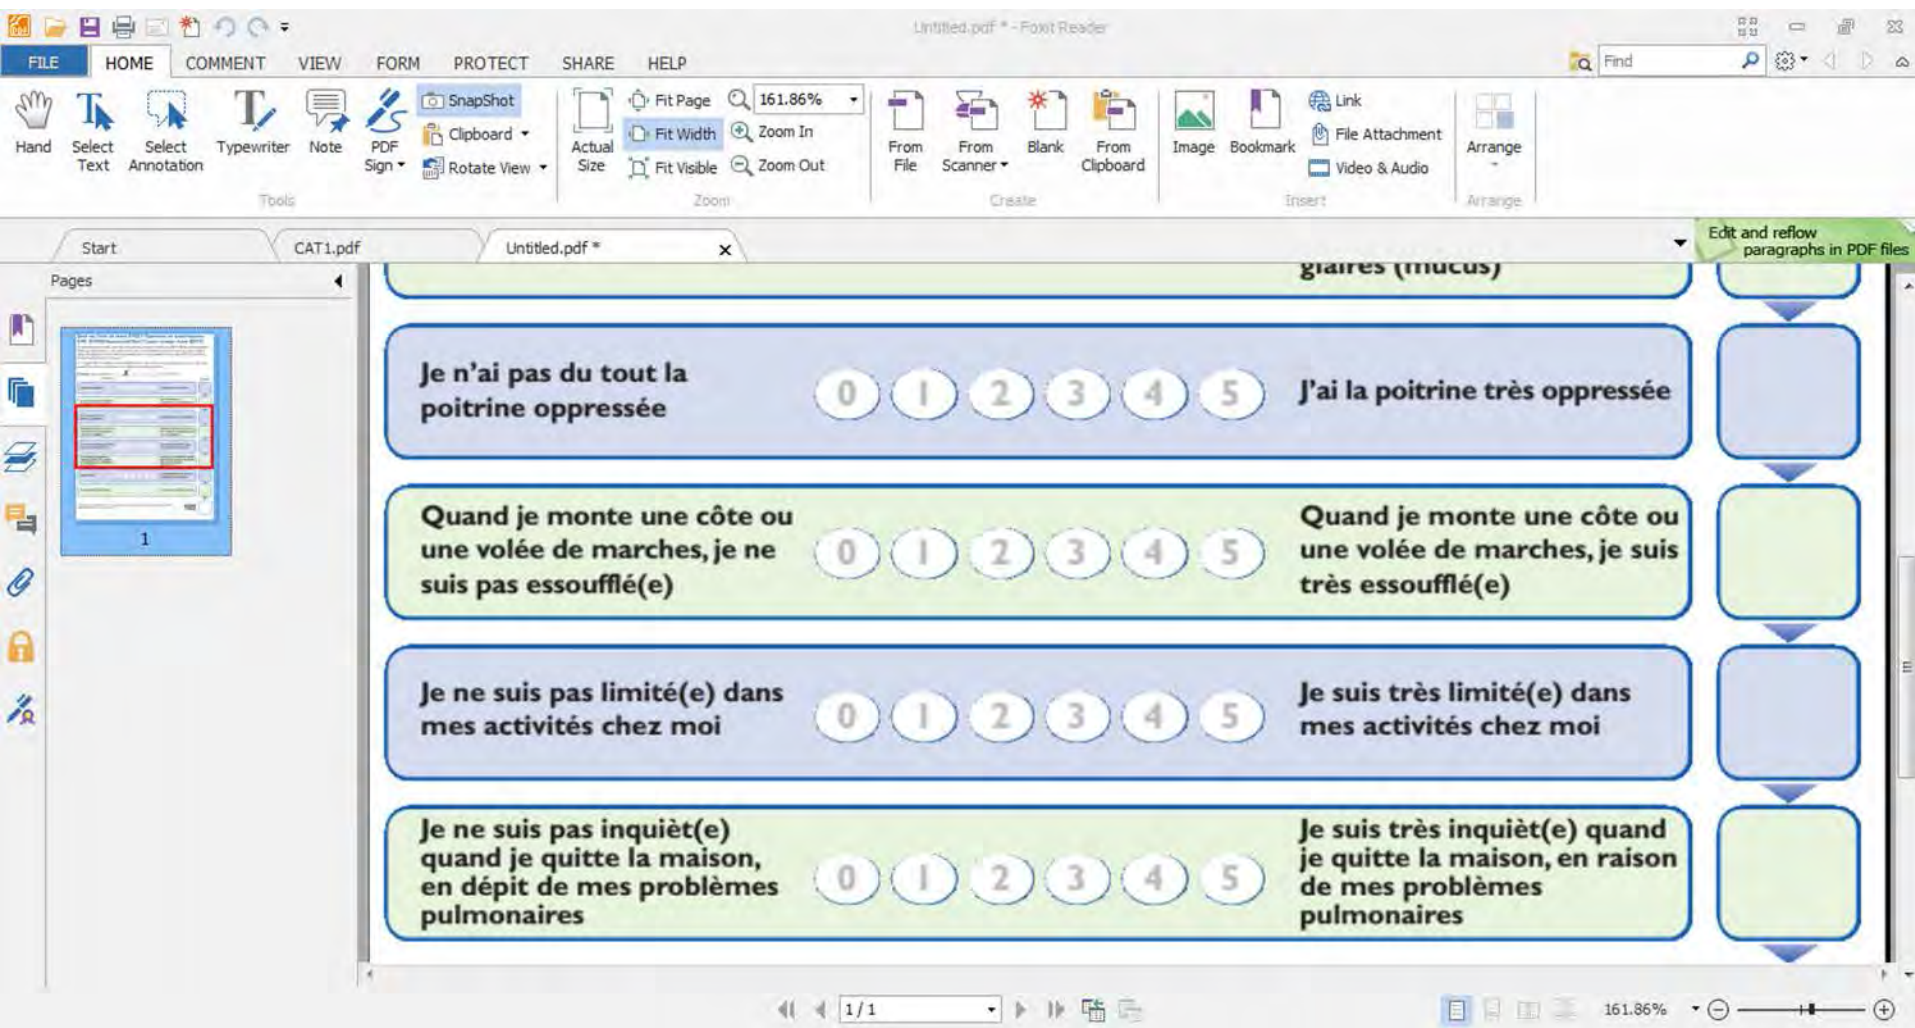 Untitled.pdf * - Foxit Reader
FILE HOME COMMENT VIEW FORM PROTECT SHARE HELP Find
Hand
Select Text
Select Annotation
Typewriter
Note
PDF Sign
SnapShot
Clipboard
Rotate View
Tools
Actual Size
Fit Page
Fit Width
Fit Visible
161.86%
Zoom In
Zoom Out
Zoom
From File
From Scanner
Blank
From Clipboard
Create
Image
Bookmark
Link
File Attachment
Video & Audio
Insert
Arrange
Arrange
Start CAT1.pdf Untitled.pdf * x
Edit and reflow
paragraphs in PDF files
Pages
1
glaires (mucus)
Je n'ai pas du tout la
poitrine oppressée
0 1 2 3 4 5
J'ai la poitrine très oppressée
Quand je monte une côte ou
une volée de marches, je ne
suis pas essoufflé(e)
0 1 2 3 4 5
Quand je monte une côte ou
une volée de marches, je suis
très essoufflé(e)
Je ne suis pas limité(e) dans
mes activités chez moi
0 1 2 3 4 5
Je suis très limité(e) dans
mes activités chez moi
Je ne suis pas inquièt(e)
quand je quitte la maison,
en dépit de mes problèmes
pulmonaires
0 1 2 3 4 5
Je suis très inquièt(e) quand
je quitte la maison, en raison
de mes problèmes
pulmonaires
1 / 1
161.86%